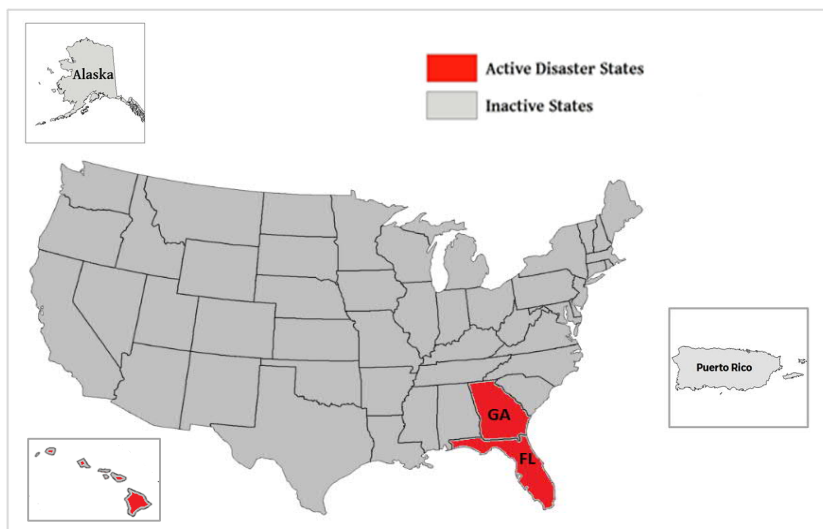 Alaska
Active Disaster States
Inactive States
Puerto Rico
GA
FL